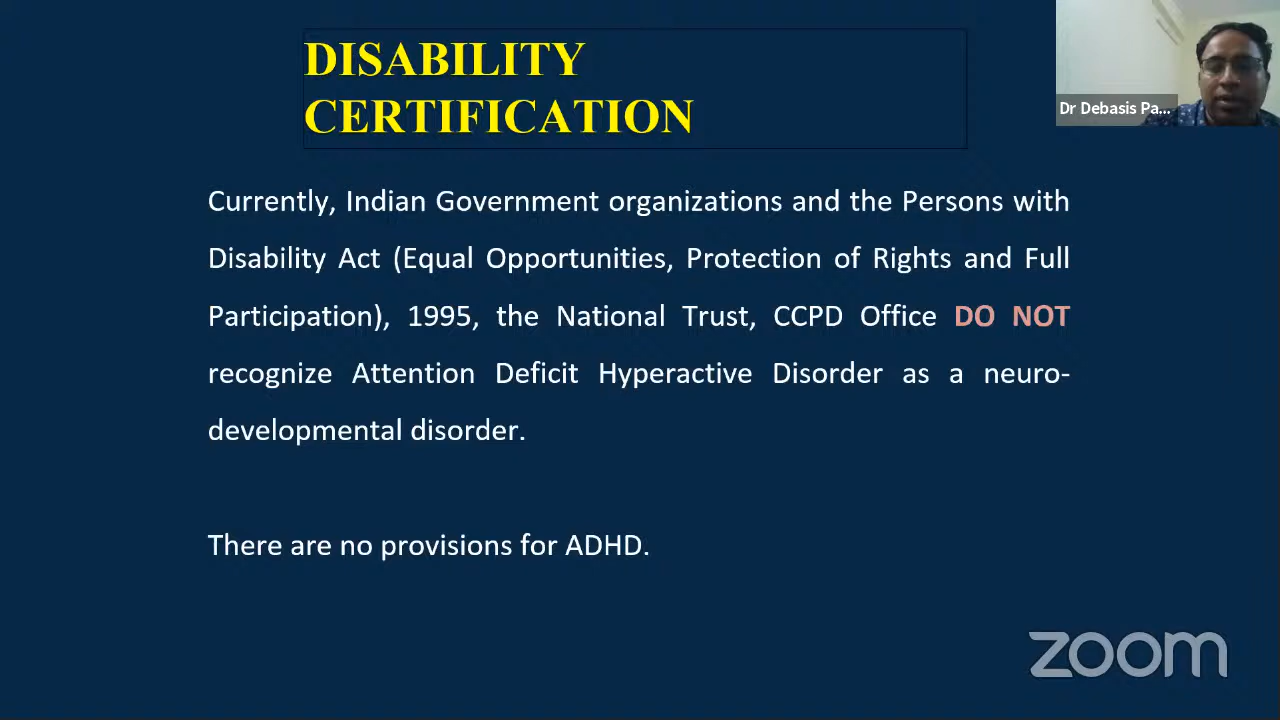 DISABILITY
CERTIFICATION
Dr Debasis Pa...
Currently, Indian Government organizations and the Persons with
Disability Act (Equal Opportunities, Protection of Rights and Full
Participation), 1995, the National Trust, CCPD Office DO NOT
recognize Attention Deficit Hyperactive Disorder as a neuro-
developmental disorder.
There are no provisions for ADHD.
zoom